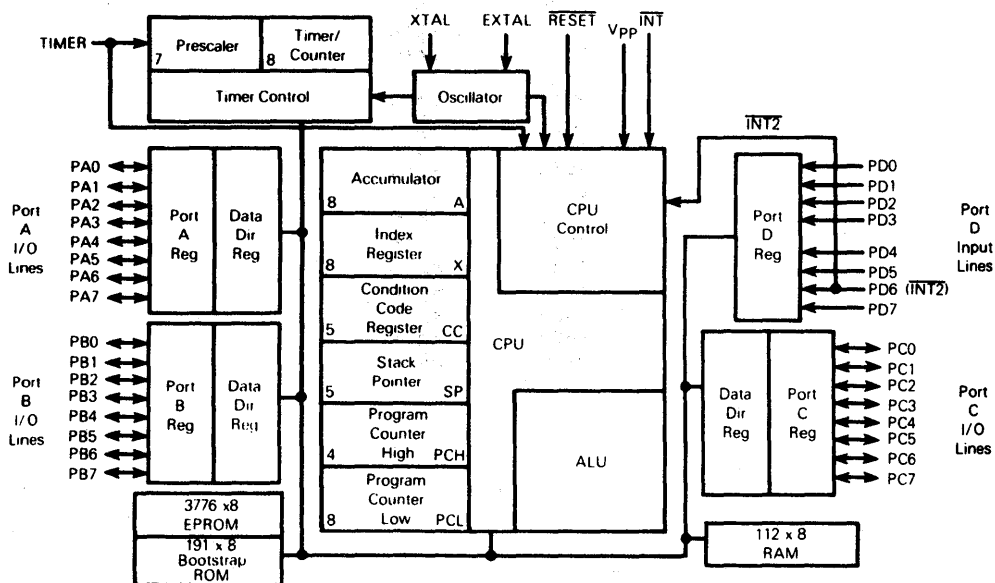 XTAL
EXTAL
RESET
VPP
INT
TIMER
Prescaler
7
Timer/
Counter
8
Timer Control
Oscillator
INT2
Port
A
I/O
Lines
PA0
PA1
PA2
PA3
PA4
PA5
PA6
PA7
Port
A
Reg
Data
Dir
Reg
Port
B
I/O
Lines
PB0
PB1
PB2
PB3
PB4
PB5
PB6
PB7
Port
B
Reg
Data
Dir
Reg
3776 x8
EPROM
191 x 8
Bootstrap
ROM
Accumulator
8 A
Index
Register
8 X
Condition
Code
Register
5 CC
Stack
Pointer
5 SP
Program
Counter
4 High PCH
Program
Counter
8 Low PCL
CPU
CPU
Control
ALU
Port
D
Reg
PD0
PD1
PD2
PD3
PD4
PD5
PD6 (INT2)
PD7
Port
D
Input
Lines
Data
Dir
Reg
Port
C
Reg
PC0
PC1
PC2
PC3
PC4
PC5
PC6
PC7
Port
C
I/O
Lines
112 x 8
RAM